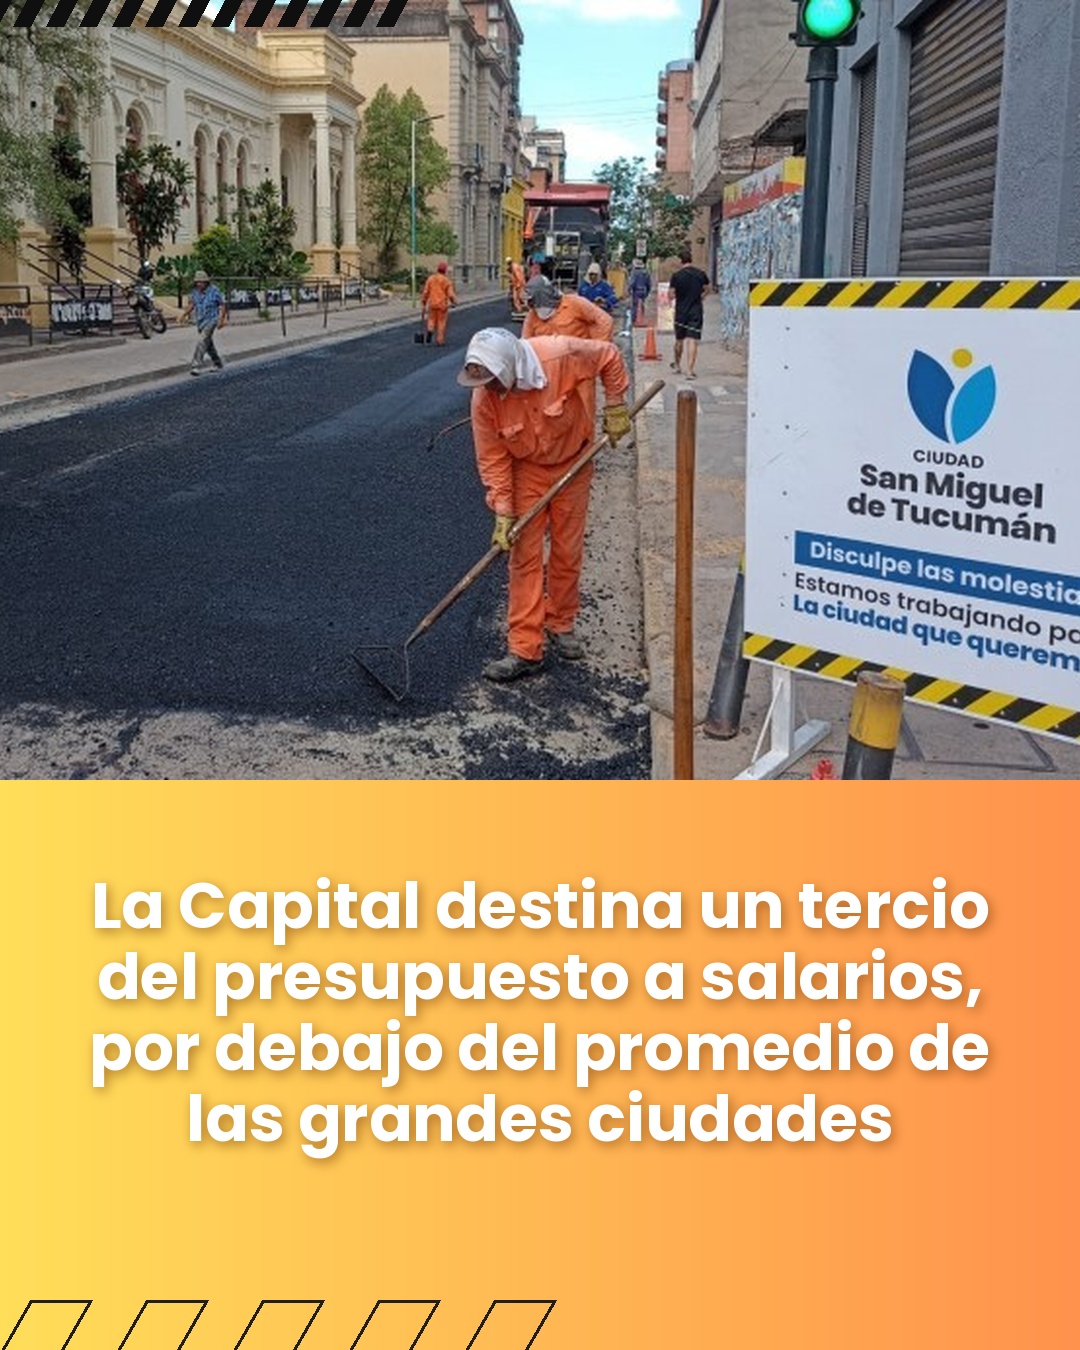 CIUDAD
San Miguel
de Tucumán
Disculpe las molestia
Estamos trabajando pa
La ciudad que querem
La Capital destina un tercio
del presupuesto a salarios,
por debajo del promedio de
las grandes ciudades